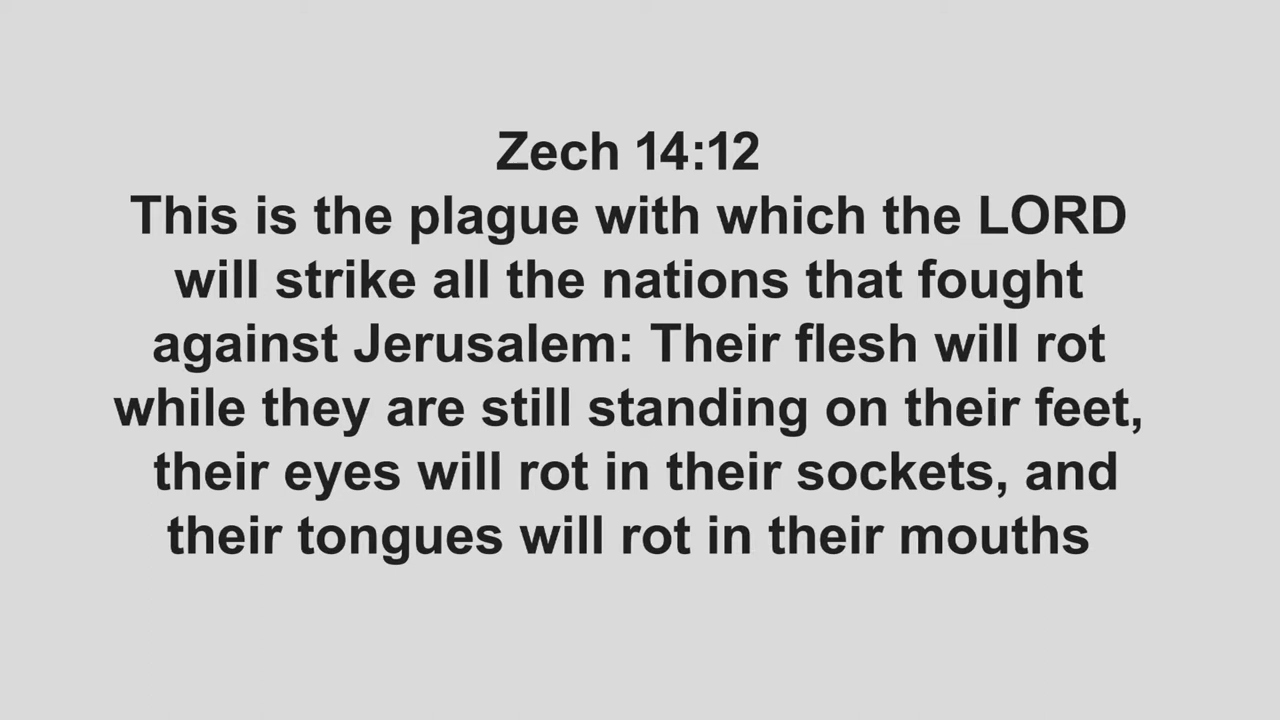 Zech 14:12
This is the plague with which the LORD
will strike all the nations that fought
against Jerusalem: Their flesh will rot
while they are still standing on their feet,
their eyes will rot in their sockets, and
their tongues will rot in their mouths